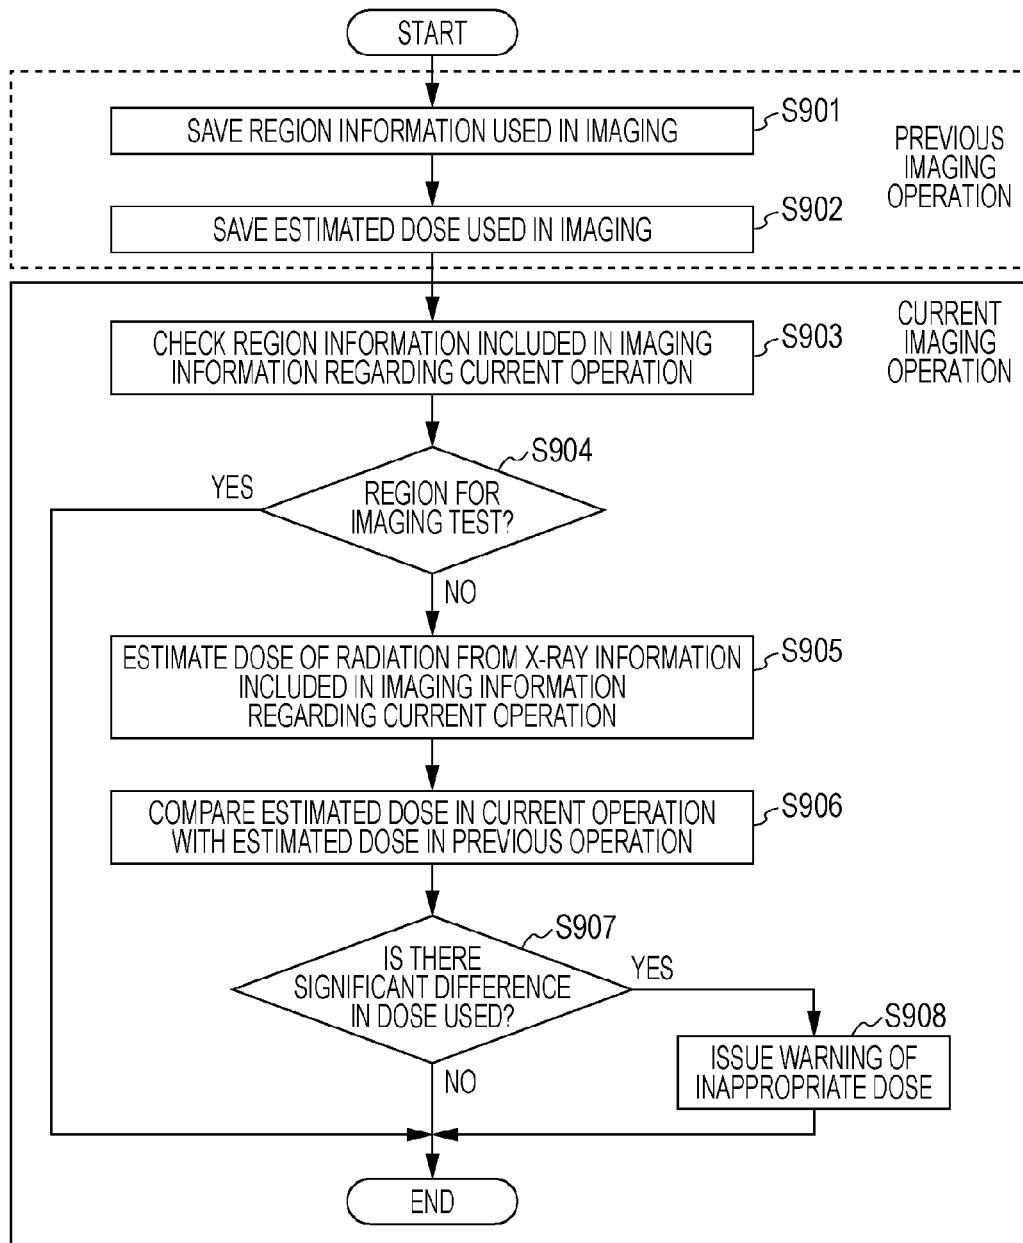 START
S901
SAVE REGION INFORMATION USED IN IMAGING
PREVIOUS
IMAGING
OPERATION
S902
SAVE ESTIMATED DOSE USED IN IMAGING
CURRENT
IMAGING
OPERATION
S903
CHECK REGION INFORMATION INCLUDED IN IMAGING
INFORMATION REGARDING CURRENT OPERATION
S904
YES
REGION FOR
IMAGING TEST?
NO
S905
ESTIMATE DOSE OF RADIATION FROM X-RAY INFORMATION
INCLUDED IN IMAGING INFORMATION
REGARDING CURRENT OPERATION
S906
COMPARE ESTIMATED DOSE IN CURRENT OPERATION
WITH ESTIMATED DOSE IN PREVIOUS OPERATION
S907
IS THERE
SIGNIFICANT DIFFERENCE
IN DOSE USED?
YES
S908
ISSUE WARNING OF
INAPPROPRIATE DOSE
NO
END